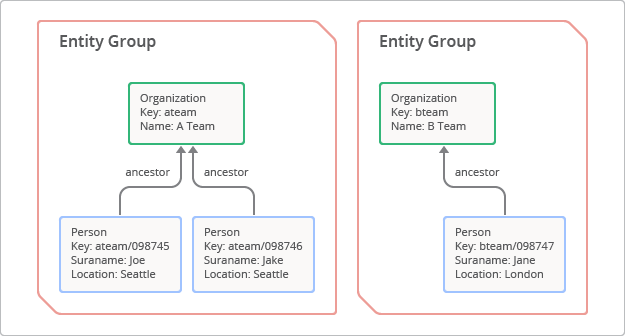 Entity Group
Organization
Key: ateam
Name: A Team
ancestor
ancestor
Person
Key: ateam/098745
Suraname: Joe
Location: Seattle
Person
Key: ateam/098746
Suraname: Jake
Location: Seattle
Entity Group
Organization
Key: bteam
Name: B Team
ancestor
Person
Key: bteam/098747
Suraname: Jane
Location: London